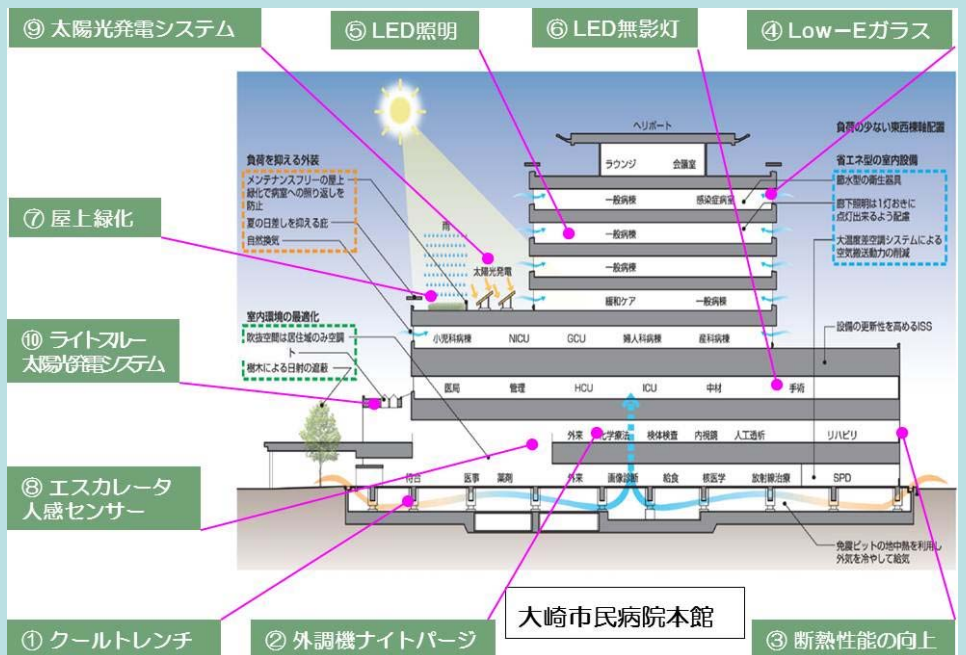 ⑨ 太陽光発電システム
⑤ LED照明
⑥ LED無影灯
④ Low－Eガラス
ヘリポート
負荷の少ない東西棟軸配置
ラウンジ
会議室
負荷を抑える外装
メンテナンスフリーの屋上
緑化で病室への照り返しを
防止
夏の日差しを抑える庇
自然換気
省エネ型の室内設備
節水型の衛生器具
廊下照明は1灯おきに
点灯出来るよう配慮
大温度差空調システムによる
空気搬送動力の削減
一般病棟
感染症病室
⑦ 屋上緑化
雨
一般病棟
太陽光発電
一般病棟
緩和ケア
一般病棟
室内環境の最適化
吹抜空間は居住域のみ空調
ト
樹木による日射の遮蔽
設備の更新性を高めるISS
小児科病棟
NICU
GCU
婦人科病棟
産科病棟
⑩ ライトスルー
太陽光発電システム
医局
管理
HCU
ICU
中材
手術
外来
化学療法
検体検査
内視鏡
人工透析
リハビリ
⑧ エスカレータ
人感センサー
待合
医事
薬剤
外来
画像診断
給食
核医学
放射線治療
SPD
免震ピットの地中熱を利用し
外気を冷やして給気
大崎市民病院本館
① クールトレンチ
② 外調機ナイトパージ
③ 断熱性能の向上